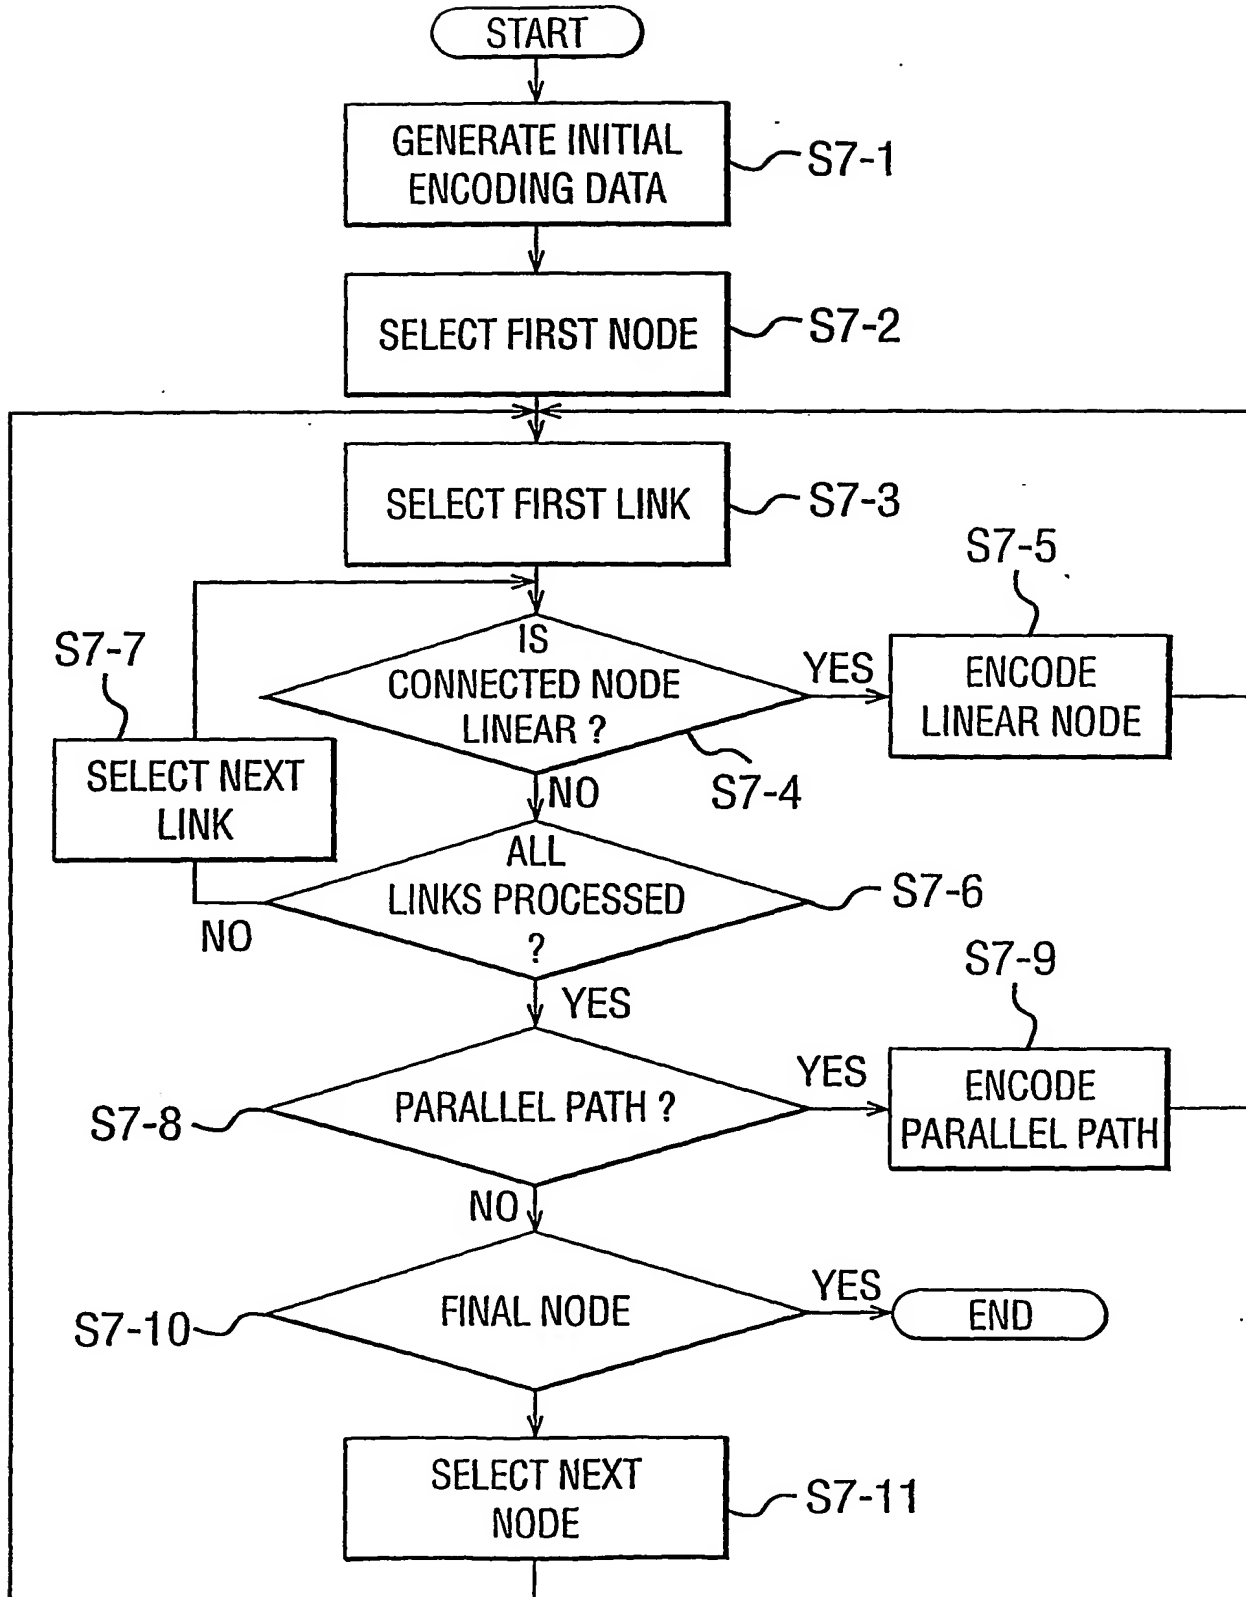 START
GENERATE INITIAL
ENCODING DATA
S7-1
SELECT FIRST NODE
S7-2
SELECT FIRST LINK
S7-3
S7-5
IS
CONNECTED NODE
LINEAR ?
YES
ENCODE
LINEAR NODE
S7-7
SELECT NEXT
LINK
NO
S7-4
ALL
LINKS PROCESSED
?
S7-6
NO
YES
S7-9
PARALLEL PATH ?
YES
ENCODE
PARALLEL PATH
S7-8
NO
FINAL NODE
YES
END
S7-10
SELECT NEXT
NODE
S7-11